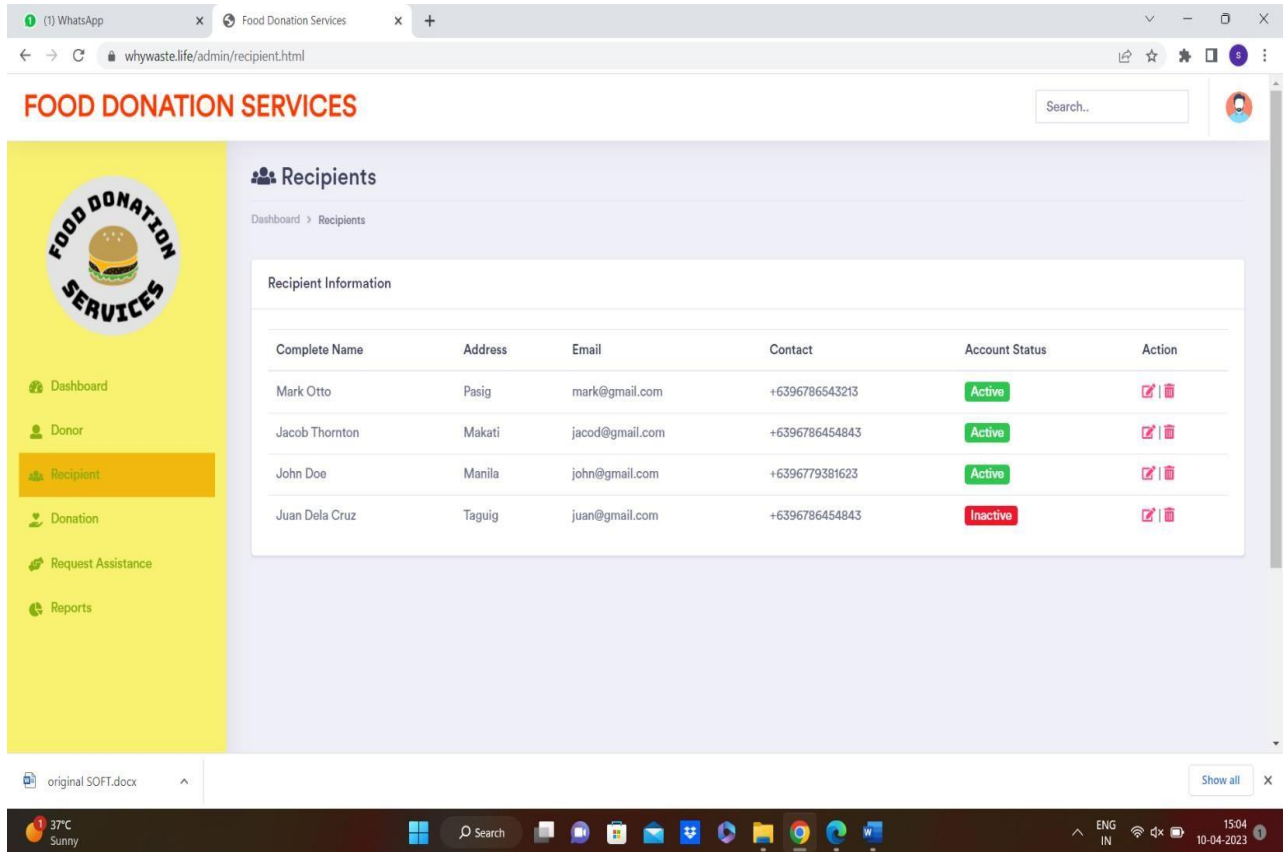 (1) WhatsApp
Food Donation Services
whywaste.life/admin/recipient.html
FOOD DONATION SERVICES
Search..
FOOD DONATION
SERVICES
Dashboard
Donor
Recipient
Donation
Request Assistance
Reports
Recipients
Dashboard > Recipients
Recipient Information
Complete Name Address Email Contact Account Status Action
Mark Otto Pasig mark@gmail.com +6396786543213 Active
Jacob Thornton Makati jacod@gmail.com +6396786454843 Active
John Doe Manila john@gmail.com +6396779381623 Active
Juan Dela Cruz Taguig juan@gmail.com +6396786454843 Inactive
original SOFT.docx
Show all
1
37°C
Sunny
Search
ENG
IN
15:04
10-04-2023
1